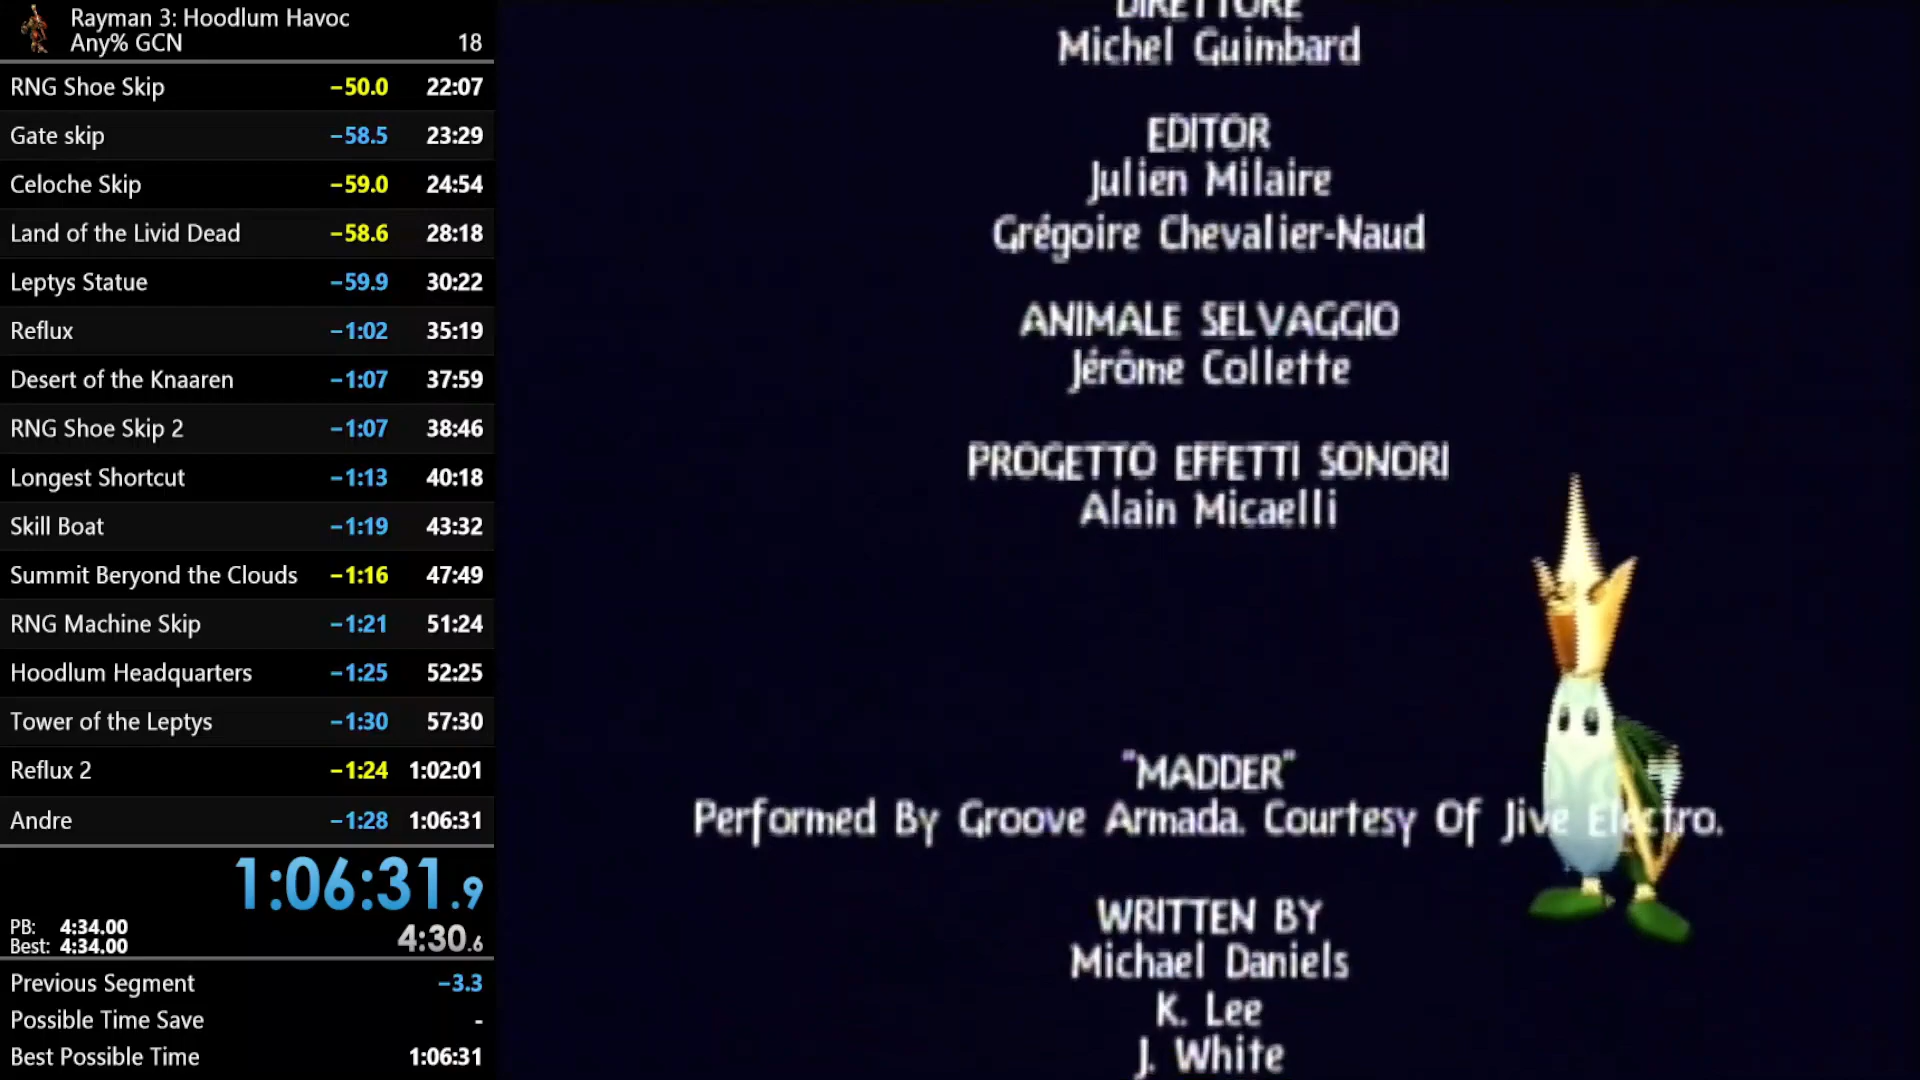 Rayman 3: Hoodlum Havoc
Any% GCN 18
RNG Shoe Skip -50.0 22:07
Gate skip -58.5 23:29
Celoche Skip -59.0 24:54
Land of the Livid Dead -58.6 28:18
Leptys Statue -59.9 30:22
Reflux -1:02 35:19
Desert of the Knaaren -1:07 37:59
RNG Shoe Skip 2 -1:07 38:46
Longest Shortcut -1:13 40:18
Skill Boat -1:19 43:32
Summit Beryond the Clouds -1:16 47:49
RNG Machine Skip -1:21 51:24
Hoodlum Headquarters -1:25 52:25
Tower of the Leptys -1:30 57:30
Reflux 2 -1:24 1:02:01
Andre -1:28 1:06:31
1:06:31.9
PB: 4:34.00
Best: 4:34.00
4:30.6
Previous Segment -3.3
Possible Time Save -
Best Possible Time 1:06:31
DIRETTORE
Michel Guimbard
EDITOR
Julien Milaire
Grégoire Chevalier-Naud
ANIMALE SELVAGGIO
Jérôme Collette
PROGETTO EFFETTI SONORI
Alain Micaelli
"MADDER"
Performed By Groove Armada. Courtesy Of Jive Electro.
WRITTEN BY
Michael Daniels
K. Lee
J. White